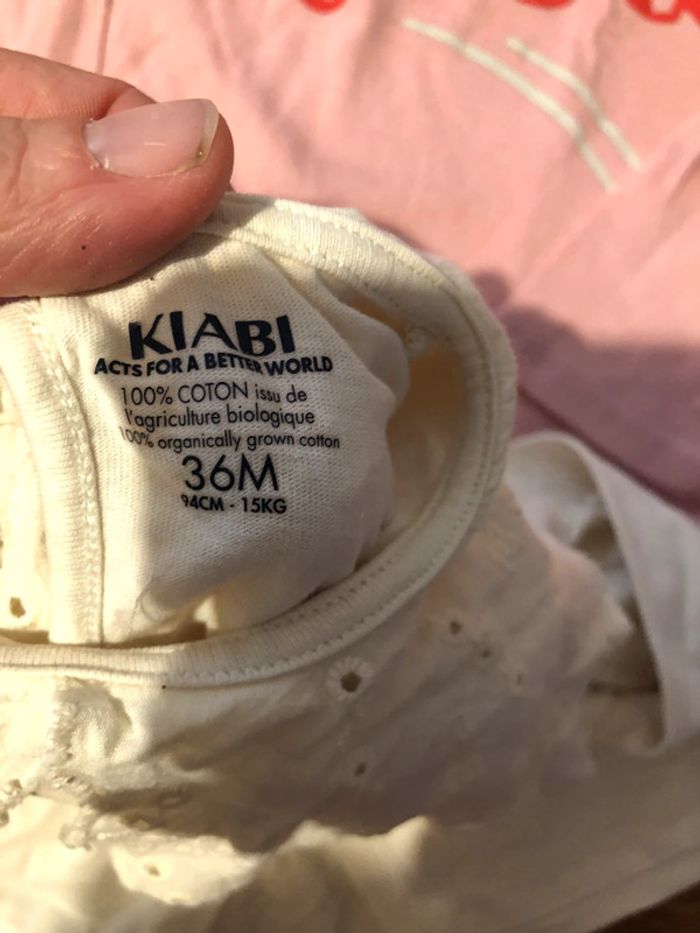 KIABI
ACTS FOR A BETTER WORLD
100% COTON issu de
l'agriculture biologique
100% organically grown cotton
36M
94CM - 15KG